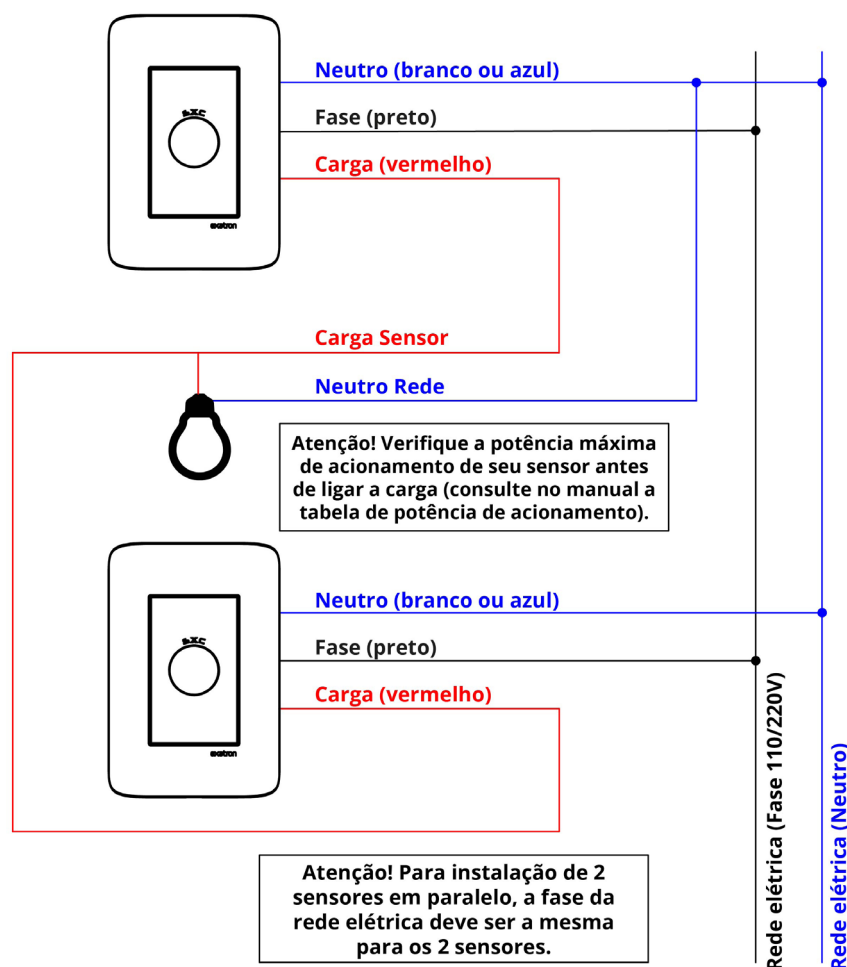 Neutro (branco ou azul)
Fase (preto)
Carga (vermelho)
exatron
Carga Sensor
Neutro Rede
Atenção! Verifique a potência máxima
de acionamento de seu sensor antes
de ligar a carga (consulte no manual a
tabela de potência de acionamento).
Neutro (branco ou azul)
Fase (preto)
Carga (vermelho)
exatron
Rede elétrica (Fase 110/220V)
Rede elétrica (Neutro)
Atenção! Para instalação de 2
sensores em paralelo, a fase da
rede elétrica deve ser a mesma
para os 2 sensores.